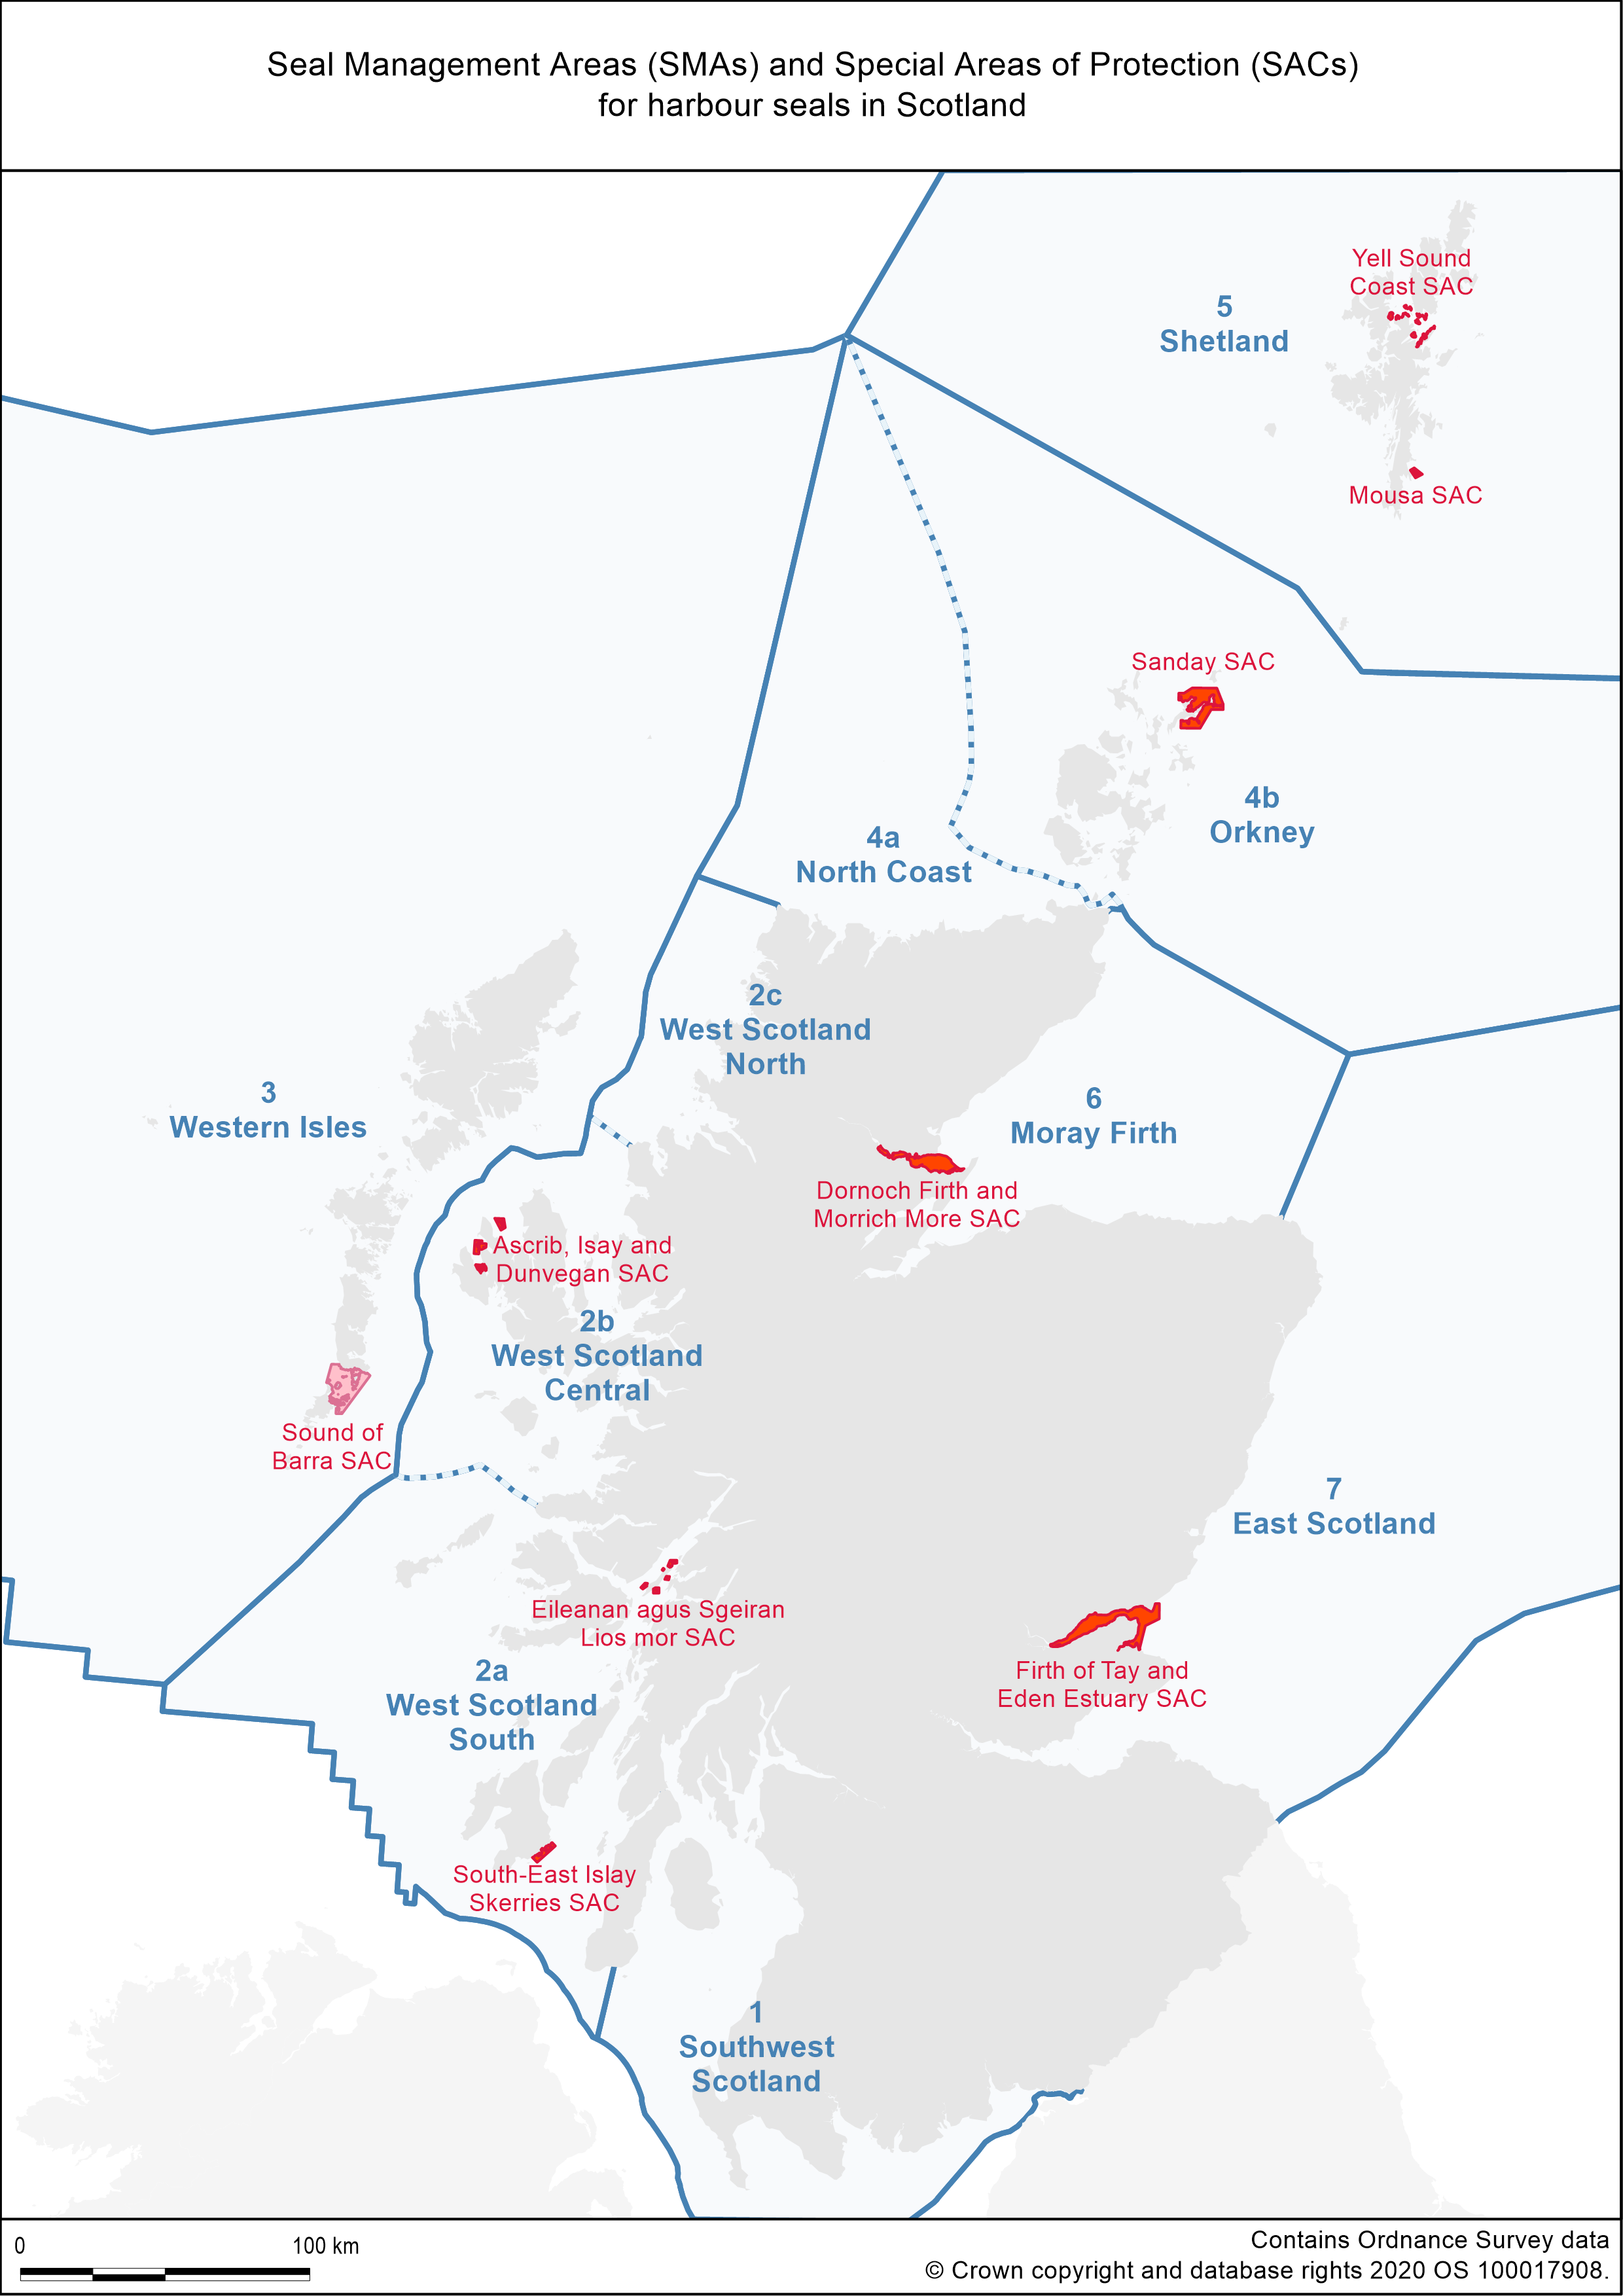 Seal Management Areas (SMAs) and Special Areas of Protection (SACs)
for harbour seals in Scotland
Yell Sound
Coast SAC
5
Shetland
Mousa SAC
Sanday SAC
4b
Orkney
4a
North Coast
2c
West Scotland
North
3
Western Isles
6
Moray Firth
Dornoch Firth and
Morrich More SAC
Ascrib, Isay and
Dunvegan SAC
2b
West Scotland
Central
Sound of
Barra SAC
7
East Scotland
Eileanan agus Sgeiran
Lios mor SAC
Firth of Tay and
Eden Estuary SAC
2a
West Scotland
South
South-East Islay
Skerries SAC
1
Southwest
Scotland
0 100 km
Contains Ordnance Survey data
© Crown copyright and database rights 2020 OS 100017908.